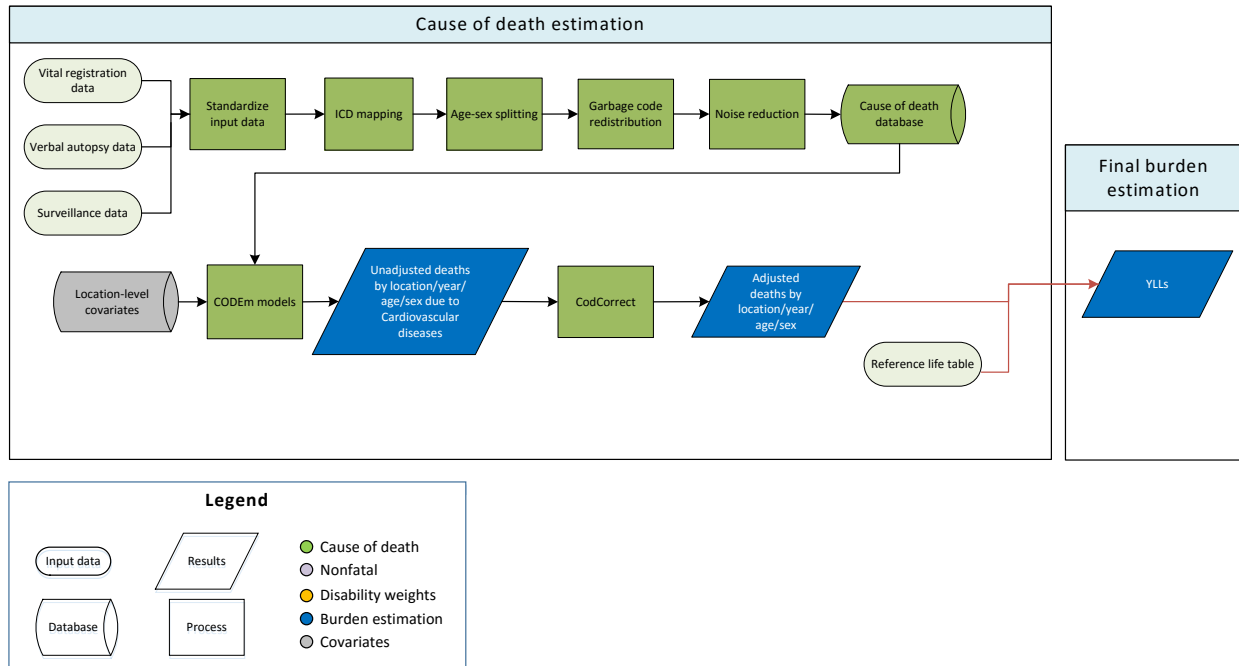 Cause of death estimation
Vital registration
data
Verbal autopsy data
Surveillance data
Standardize
input data
ICD mapping
Age-sex splitting
Garbage code
redistribution
Noise reduction
Cause of death
database
Location-level
covariates
CODEm models
Unadjusted deaths
by location/year/
age/sex due to
Cardiovascular
diseases
CodCorrect
Adjusted
deaths by
location/year/
age/sex
Reference life table
Final burden
estimation
YLLs
Legend
Input data
Results
Database
Process
Cause of death
Nonfatal
Disability weights
Burden estimation
Covariates